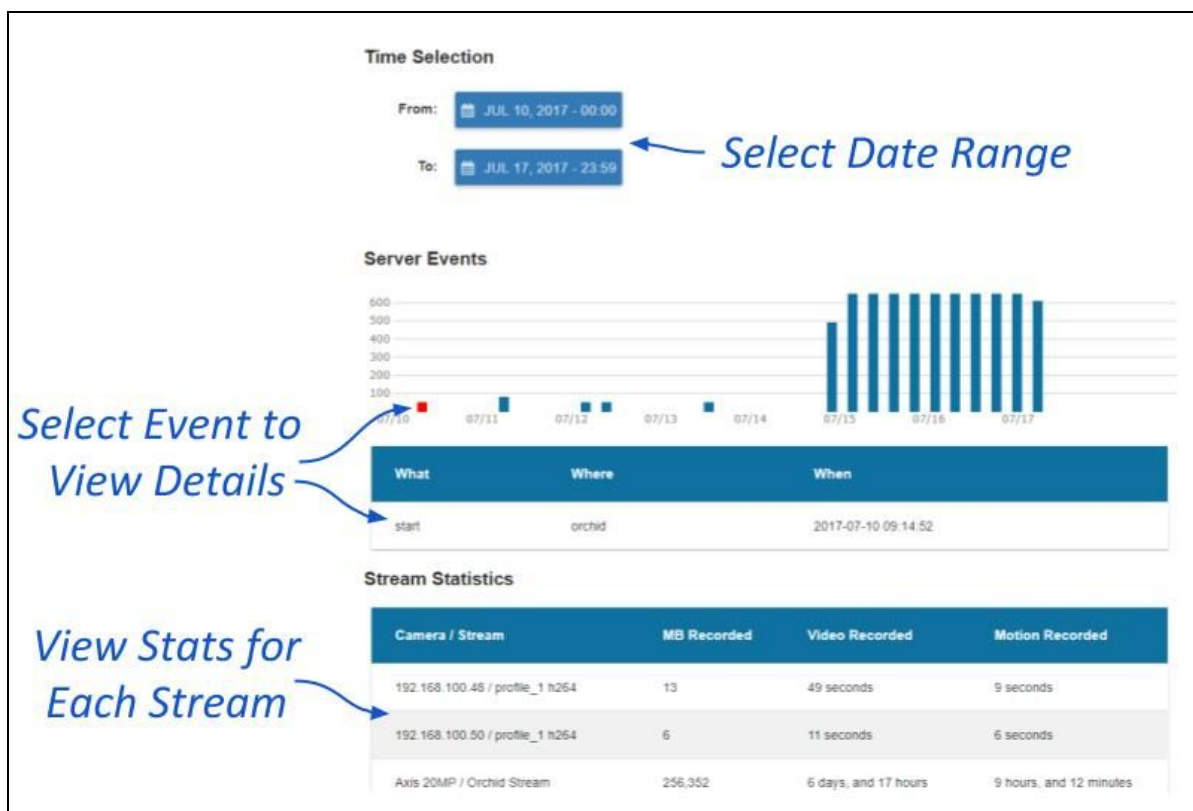 Time Selection
From: JUL 10, 2017 - 00:00
Select Date Range
To: JUL 17, 2017 - 23:59
Server Events
600
500
400
300
200
100
07/10 07/11 07/12 07/13 07/14 07/15 07/16 07/17
Select Event to
View Details
What Where When
start orchid 2017-07-10 09:14:52
Stream Statistics
View Stats for
Each Stream
Camera / Stream MB Recorded Video Recorded Motion Recorded
192.168.100.48 / profile_1 h264 13 49 seconds 9 seconds
192.168.100.50 / profile_1 h264 6 11 seconds 6 seconds
Axis 20MP / Orchid Stream 256,352 6 days, and 17 hours 9 hours, and 12 minutes